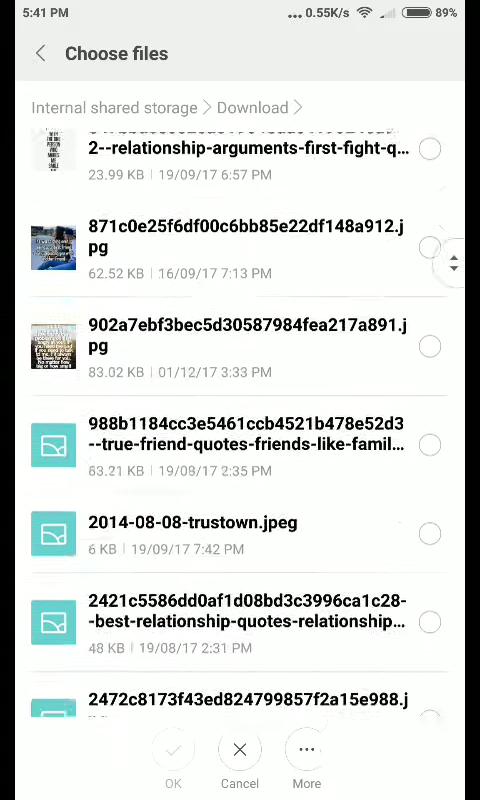 5:41 PM
... 0.55K/s
89%
Choose files
Internal shared storage > Download >
2--relationship-arguments-first-fight-q...
23.99 KB | 19/09/17 6:57 PM
871c0e25f6df00c6bb85e22df148a912.j
pg
62.52 KB | 16/09/17 7:13 PM
902a7ebf3bec5d30587984fea217a891.j
pg
83.02 KB | 01/12/17 3:33 PM
988b1184cc3e5461ccb4521b478e52d3
--true-friend-quotes-friends-like-famil...
63.21 KB | 19/08/17 2:35 PM
2014-08-08-trustown.jpeg
6 KB | 19/09/17 7:42 PM
2421c5586dd0af1d08bd3c3996ca1c28-
-best-relationship-quotes-relationship...
48 KB | 19/08/17 2:31 PM
2472c8173f43ed824799857f2a15e988.j
OK
Cancel
More